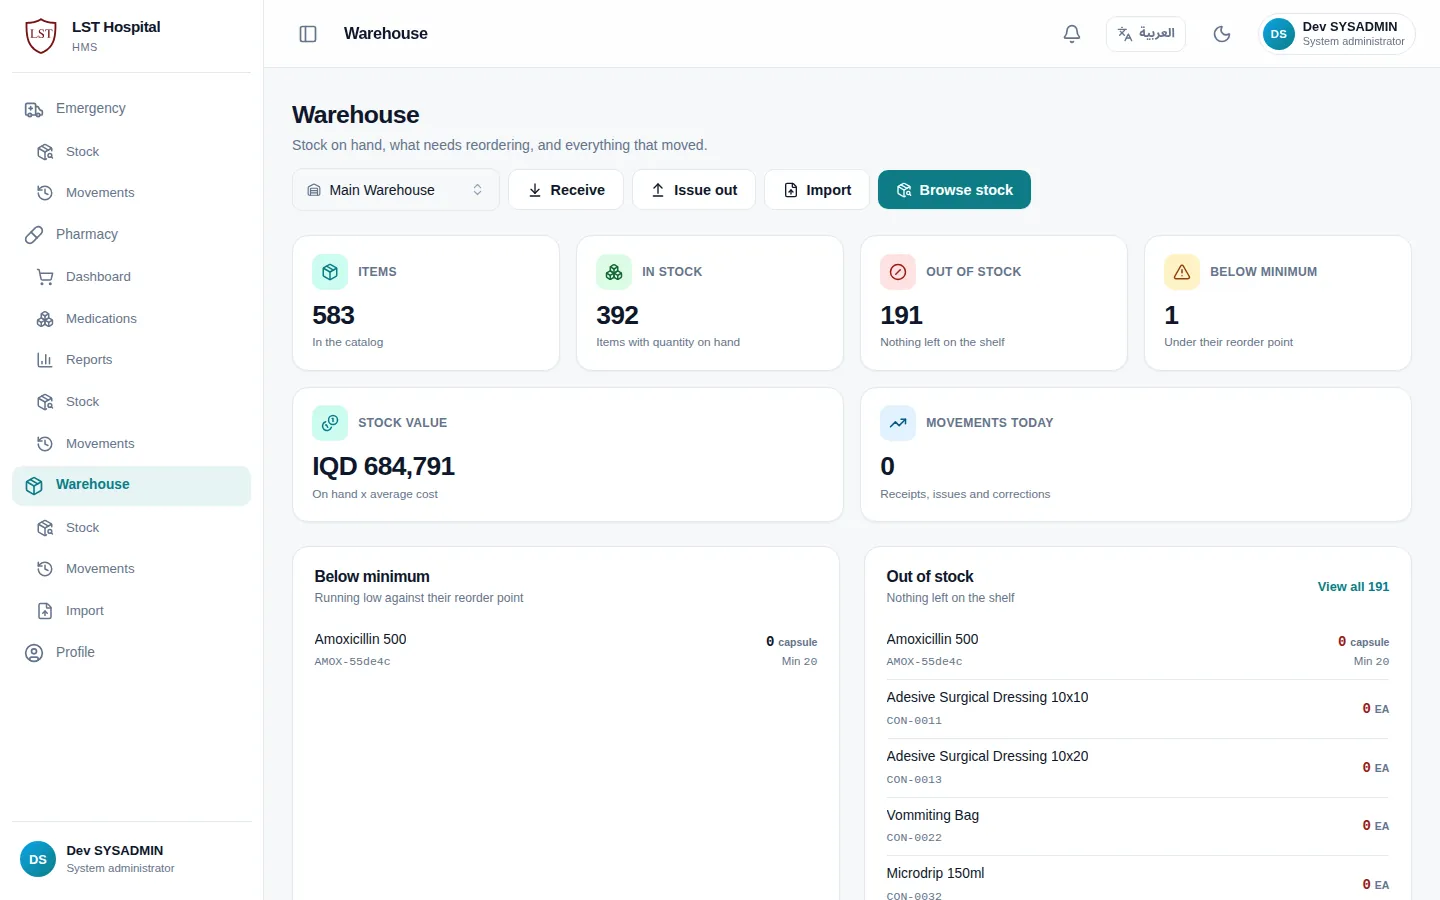 LST Hospital
HMS
LST
Emergency
Stock
Movements
Pharmacy
Dashboard
Medications
Reports
Stock
Movements
Warehouse
Stock
Movements
Import
Profile
DS
Dev SYSADMIN
System administrator
Warehouse
العربية
DS
Dev SYSADMIN
System administrator
Warehouse
Stock on hand, what needs reordering, and everything that moved.
Main Warehouse
Receive
Issue out
Import
Browse stock
ITEMS
583
In the catalog
IN STOCK
392
Items with quantity on hand
OUT OF STOCK
191
Nothing left on the shelf
BELOW MINIMUM
1
Under their reorder point
STOCK VALUE
IQD 684,791
On hand x average cost
MOVEMENTS TODAY
0
Receipts, issues and corrections
Below minimum
Running low against their reorder point
Amoxicillin 500
0 capsule
AMOX-55de4c
Min 20
Out of stock
Nothing left on the shelf
View all 191
Amoxicillin 500
0 capsule
AMOX-55de4c
Min 20
Adesive Surgical Dressing 10x10
CON-0011
0 EA
Adesive Surgical Dressing 10x20
CON-0013
0 EA
Vommiting Bag
CON-0022
0 EA
Microdrip 150ml
CON-0032
0 EA